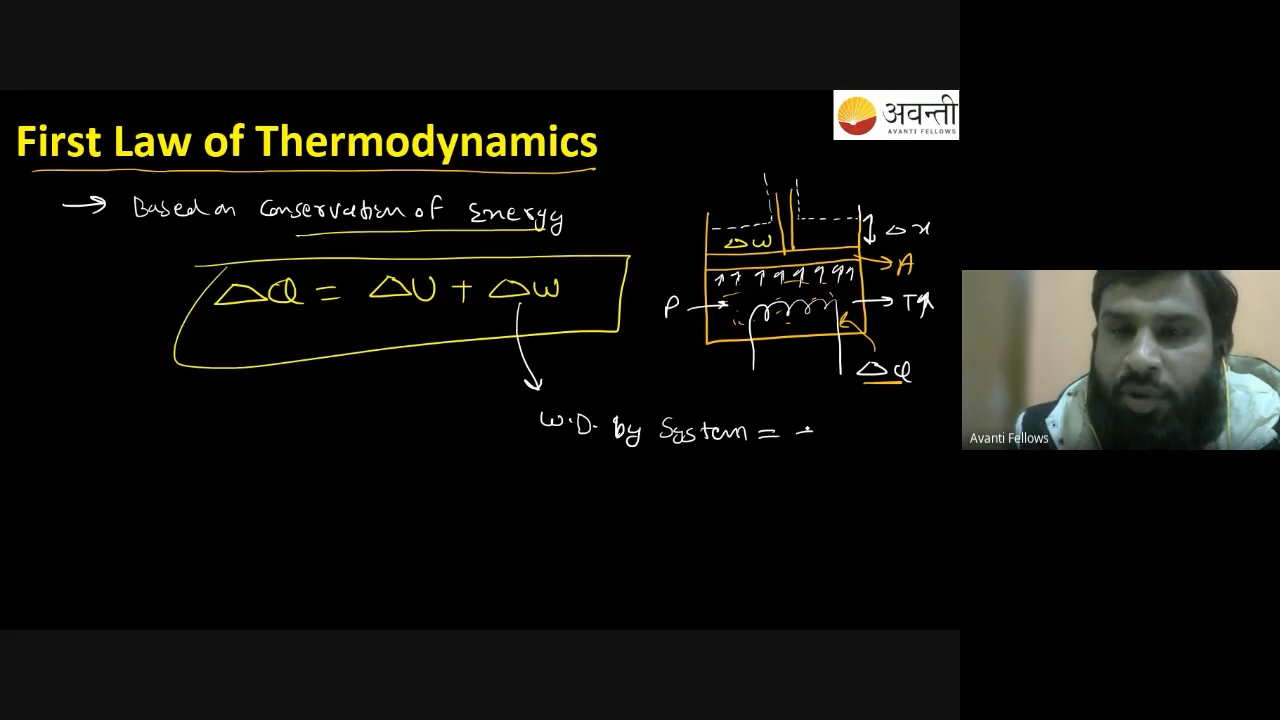 अवन्ती
AVANTI FELLOWS
First Law of Thermodynamics
→ Based on conservation of Energy
ΔQ = ΔU + ΔW
W.D. by System = +
ΔW
Δx
A
P →
→ T↑
ΔQ
Avanti Fellows